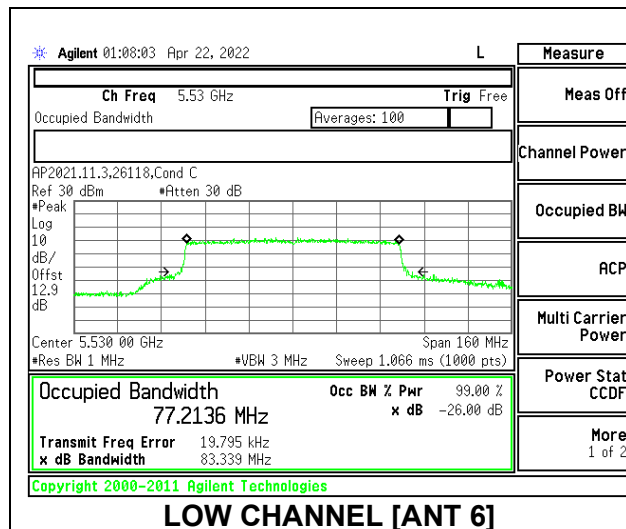 Agilent 01:08:03 Apr 22, 2022 L Measure
Ch Freq 5.53 GHz Trig Free
Meas Off
Occupied Bandwidth Averages: 100
Channel Power
AP2021.11.3,26118,Cond C
Ref 30 dBm #Atten 30 dB
#Peak
Log
10
dB/
Offst
12.9
dB
Occupied BW
ACP
Multi Carrier
Power
Center 5.530 00 GHz Span 160 MHz
#Res BW 1 MHz #VBW 3 MHz Sweep 1.066 ms (1000 pts)
Power Stat
CCDF
Occupied Bandwidth Occ BW % Pwr 99.00 %
77.2136 MHz x dB -26.00 dB
Transmit Freq Error 19.795 kHz
x dB Bandwidth 83.339 MHz
More
1 of 2
Copyright 2000-2011 Agilent Technologies
LOW CHANNEL [ANT 6]